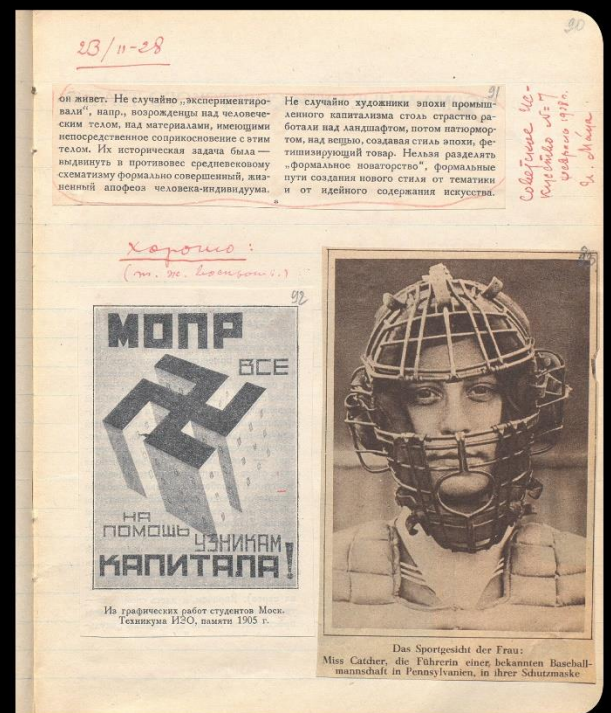 90
23/II-28
91
он живет. Не случайно „экспериментиро-
вали“, напр., возрожденцы над человече-
ским телом, над материалами, имеющими
непосредственное соприкосновение с этим
телом. Их историческая задача была —
выдвинуть в противовес средневековому
схематизму формально совершенный, жиз-
ненный апофеоз человека-индивидуума.
Не случайно художники эпохи промыш-
ленного капитализма столь страстно ра-
ботали над ландшафтом, потом натюрмор-
том, над вещью, создавая стиль эпохи, фе-
тишизирующий товар. Нельзя разделять
„формальное новаторство“, формальные
пути создания нового стиля от тематики
и от идейного содержания искусства.
Советское Ис-
кусство № 7
февраль 1928 г.
Хорошо:
92
МОПР
ВСЕ
НА
ПОМОЩЬ
УЗНИКАМ
КАПИТАЛА!
Из графических работ студентов Моск.
Техникума ИЗО, памяти 1905 г.
Das Sportgesicht der Frau:
Miss Catcher, die Führerin einer bekannten Baseball-
mannschaft in Pennsylvanien, in ihrer Schutzmaske